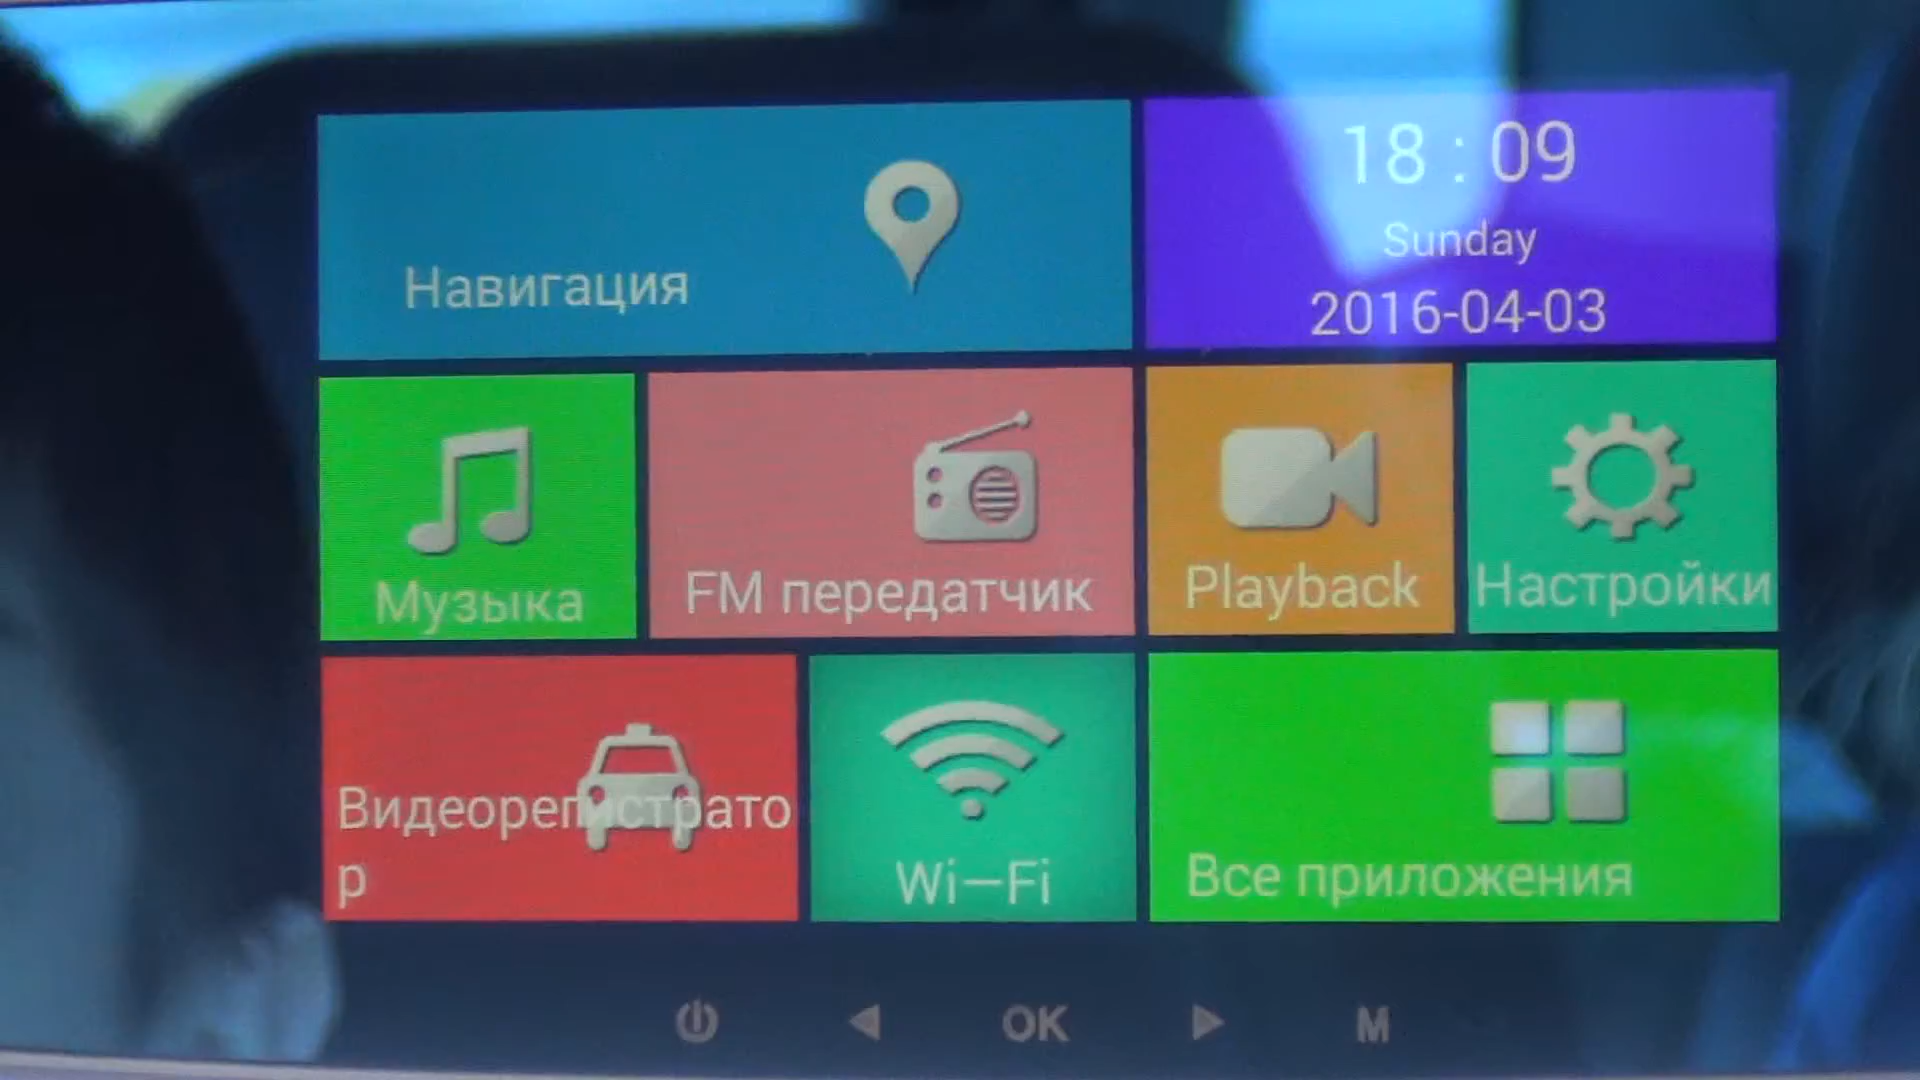 Навигация
18 : 09
Sunday
2016-04-03
Музыка
FM передатчик
Playback
Настройки
Видеорегистрато
р
Wi-Fi
Все приложения
OK
M